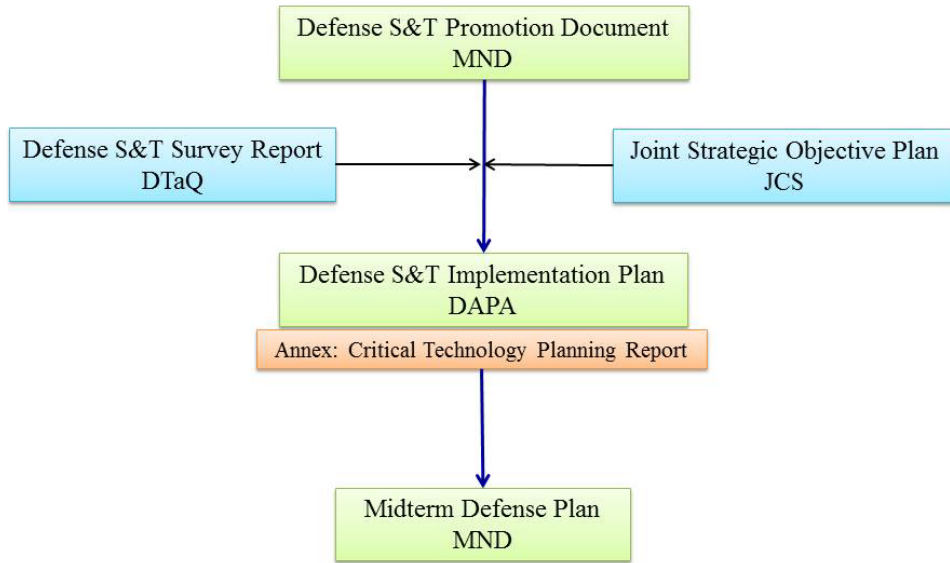 Defense S&T Promotion Document
MND
Defense S&T Survey Report
DTaQ
Joint Strategic Objective Plan
JCS
Defense S&T Implementation Plan
DAPA
Annex: Critical Technology Planning Report
Midterm Defense Plan
MND